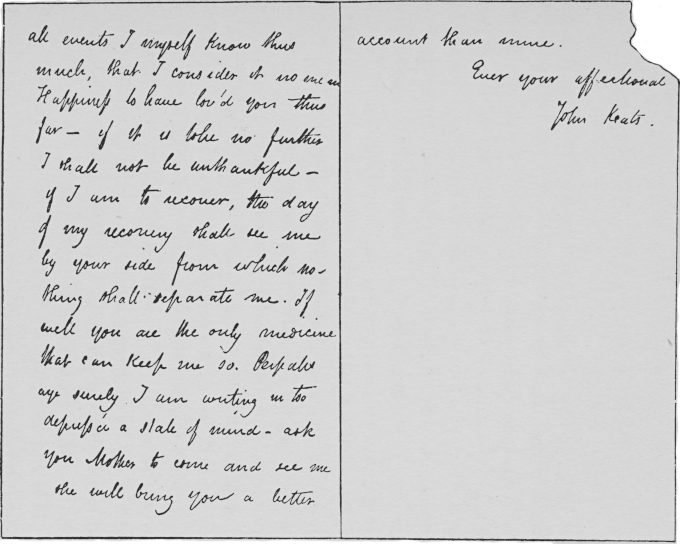 all events I myself know thus
much, that I consider it no mean
Happiness to have lov'd you thus
far — if it is to be no further
I shall not be unthankful —
if I am to recover, the day
of my recovery shall see me
by your side from which no-
thing shall separate me. If
well you are the only medicine
that can keep me so. Perhaps
aye surely I am writing in too
depress'd a state of mind — ask
you Mother to come and see me
she will bring you a better
account than mine.
Ever your affectionate
John Keats.